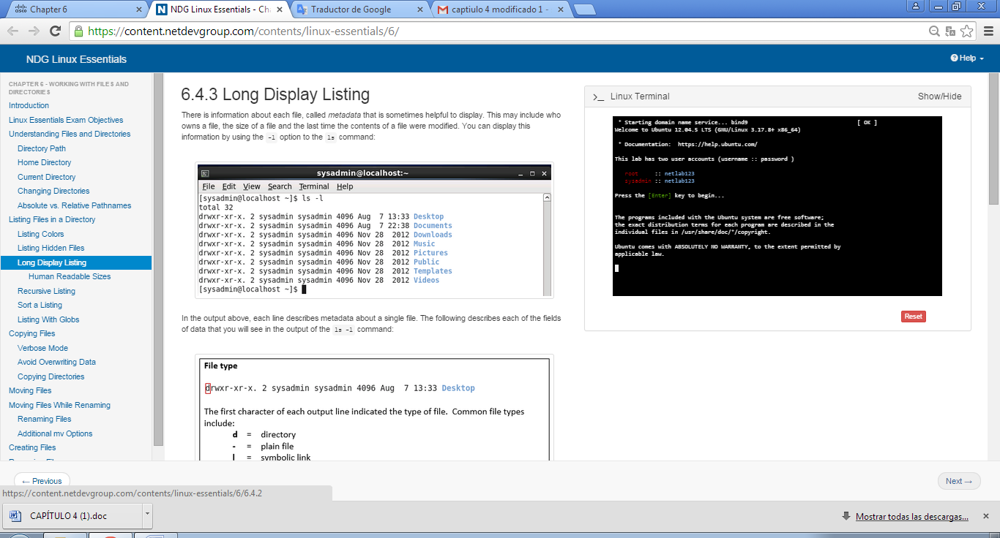 Chapter 6
NDG Linux Essentials - Ch
Traductor de Google
captiulo 4 modificado 1 -
https://content.netdevgroup.com/contents/linux-essentials/6/
NDG Linux Essentials
Help
CHAPTER 6 - WORKING WITH FILES AND
DIRECTORIES
Introduction
Linux Essentials Exam Objectives
Understanding Files and Directories
Directory Path
Home Directory
Current Directory
Changing Directories
Absolute vs. Relative Pathnames
Listing Files in a Directory
Listing Colors
Listing Hidden Files
Long Display Listing
Human Readable Sizes
Recursive Listing
Sort a Listing
Listing With Globs
Copying Files
Verbose Mode
Avoid Overwriting Data
Copying Directories
Moving Files
Moving Files While Renaming
Renaming Files
Additional mv Options
Creating Files
6.4.3 Long Display Listing
There is information about each file, called metadata that is sometimes helpful to display. This may include who
owns a file, the size of a file and the last time the contents of a file were modified. You can display this
information by using the -l option to the ls command:
sysadmin@localhost:~
File Edit View Search Terminal Help
[sysadmin@localhost ~]$ ls -l
total 32
drwxr-xr-x. 2 sysadmin sysadmin 4096 Aug  7 13:33 Desktop
drwxr-xr-x. 2 sysadmin sysadmin 4096 Aug  7 22:38 Documents
drwxr-xr-x. 2 sysadmin sysadmin 4096 Nov 28  2012 Downloads
drwxr-xr-x. 2 sysadmin sysadmin 4096 Nov 28  2012 Music
drwxr-xr-x. 2 sysadmin sysadmin 4096 Nov 28  2012 Pictures
drwxr-xr-x. 2 sysadmin sysadmin 4096 Nov 28  2012 Public
drwxr-xr-x. 2 sysadmin sysadmin 4096 Nov 28  2012 Templates
drwxr-xr-x. 2 sysadmin sysadmin 4096 Nov 28  2012 Videos
[sysadmin@localhost ~]$
In the output above, each line describes metadata about a single file. The following describes each of the fields
of data that you will see in the output of the ls -l command:
File type
drwxr-xr-x. 2 sysadmin sysadmin 4096 Aug  7 13:33 Desktop
The first character of each output line indicated the type of file. Common file types
include:
d = directory
- = plain file
l = symbolic link
>_ Linux Terminal
Show/Hide
* Starting domain name service... bind9 [ OK ]
Welcome to Ubuntu 12.04.5 LTS (GNU/Linux 3.17.8+ x86_64)
* Documentation:  https://help.ubuntu.com/
This lab has two user accounts (username :: password )
root :: netlab123
sysadmin :: netlab123
Press the [Enter] key to begin...
The programs included with the Ubuntu system are free software;
the exact distribution terms for each program are described in the
individual files in /usr/share/doc/*/copyright.
Ubuntu comes with ABSOLUTELY NO WARRANTY, to the extent permitted by
applicable law.
Reset
← Previous
Next →
https://content.netdevgroup.com/contents/linux-essentials/6/6.4.2
CAPÍTULO 4 (1).doc
Mostrar todas las descargas...